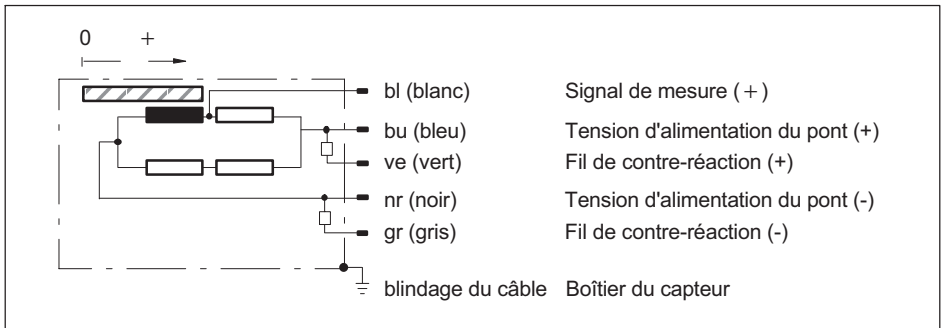 0 +
bl (blanc) Signal de mesure (+)
bu (bleu) Tension d'alimentation du pont (+)
ve (vert) Fil de contre-réaction (+)
nr (noir) Tension d'alimentation du pont (-)
gr (gris) Fil de contre-réaction (-)
blindage du câble Boîtier du capteur